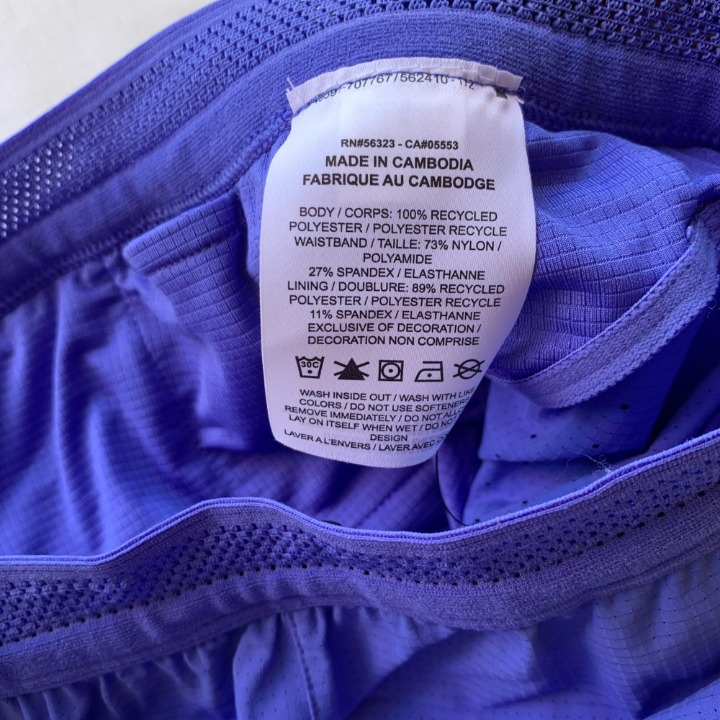 RN#56323 - CA#05553
MADE IN CAMBODIA
FABRIQUE AU CAMBODGE
BODY / CORPS: 100% RECYCLED
POLYESTER / POLYESTER RECYCLE
WAISTBAND / TAILLE: 73% NYLON /
POLYAMIDE
27% SPANDEX / ELASTHANNE
LINING / DOUBLURE: 89% RECYCLED
POLYESTER / POLYESTER RECYCLE
11% SPANDEX / ELASTHANNE
EXCLUSIVE OF DECORATION /
DECORATION NON COMPRISE
30C
WASH INSIDE OUT / WASH WITH LIKE
COLORS / DO NOT USE SOFTENERS
REMOVE IMMEDIATELY / DO NOT
LAY ON ITSELF WHEN WET / DO NOT
DESIGN
LAVER A L'ENVERS / LAVER AVEC